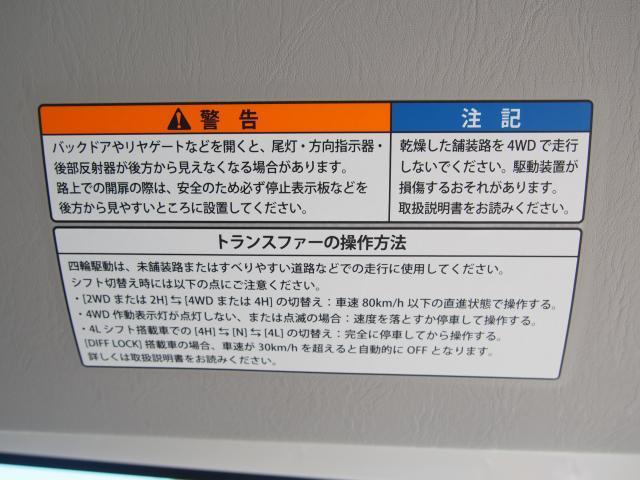 警告
バックドアやリヤゲートなどを開くと、尾灯・方向指示器・
後部反射器が後方から見えなくなる場合があります。
路上での開扉の際は、安全のため必ず停止表示板などを
後方から見やすいところに設置してください。
注記
乾燥した舗装路を4WDで走行
しないでください。駆動装置が
損傷するおそれがあります。
取扱説明書をお読みください。
トランスファーの操作方法
四輪駆動は、未舗装路またはすべりやすい道路などでの走行に使用してください。
シフト切替え時には以下の点にご注意ください。
・[2WD または 2H]⇆[4WD または 4H] の切替え：車速 80km/h 以下の直進状態で操作する。
・4WD 作動表示灯が点灯しない、または点滅の場合：速度を落とすか停車して操作する。
・4L シフト搭載車での [4H]⇆[N]⇆[4L] の切替え：完全に停車してから操作する。
[DIFF LOCK] 搭載車の場合、車速が 30km/h を超えると自動的に OFF となります。
詳しくは取扱説明書をお読みください。